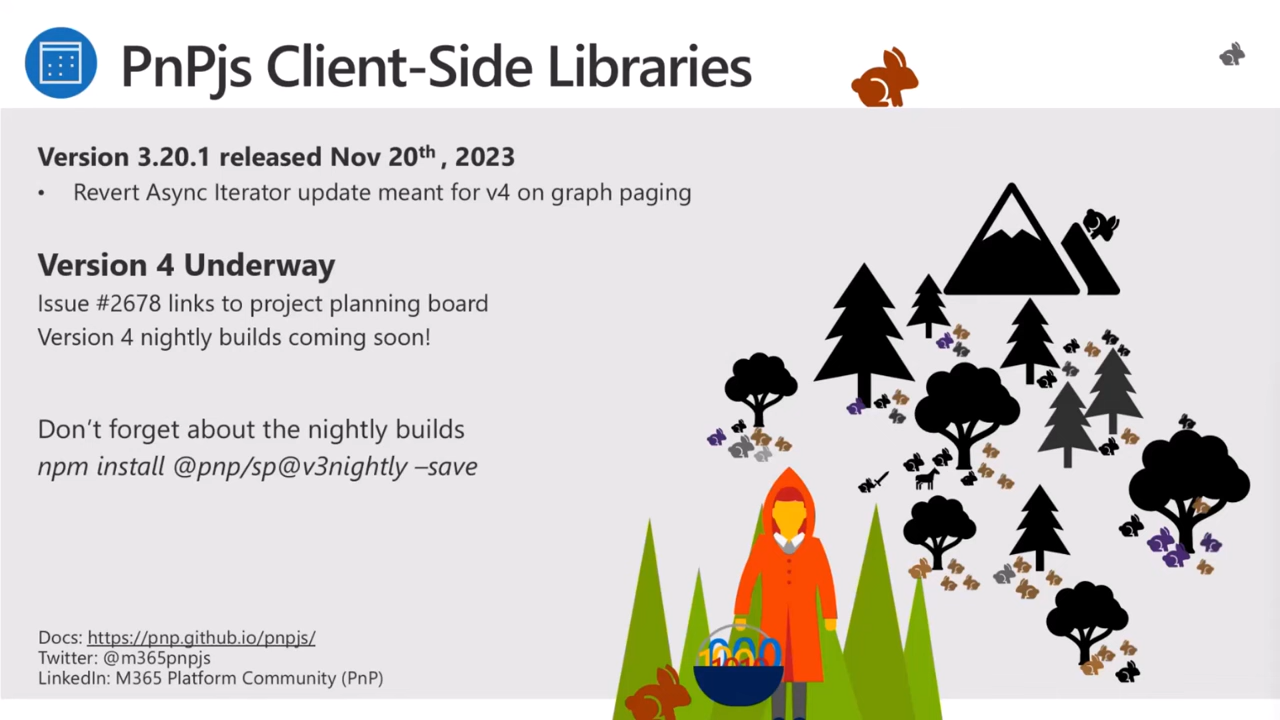 PnPjs Client-Side Libraries
Version 3.20.1 released Nov 20th , 2023
• Revert Async Iterator update meant for v4 on graph paging
Version 4 Underway
Issue #2678 links to project planning board
Version 4 nightly builds coming soon!
Don’t forget about the nightly builds
npm install @pnp/sp@v3nightly –save
Docs: https://pnp.github.io/pnpjs/
Twitter: @m365pnpjs
LinkedIn: M365 Platform Community (PnP)